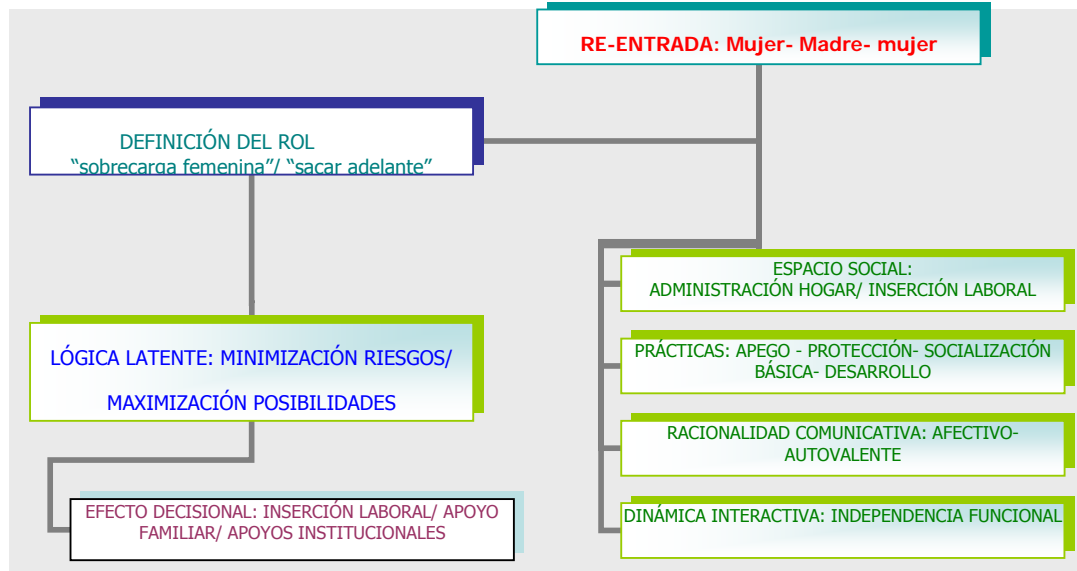 RE-ENTRADA: Mujer- Madre- mujer
DEFINICIÓN DEL ROL
“sobrecarga femenina”/ “sacar adelante”
LÓGICA LATENTE: MINIMIZACIÓN RIESGOS/
MAXIMIZACIÓN POSIBILIDADES
EFECTO DECISIONAL: INSERCIÓN LABORAL/ APOYO
FAMILIAR/ APOYOS INSTITUCIONALES
ESPACIO SOCIAL:
ADMINISTRACIÓN HOGAR/ INSERCIÓN LABORAL
PRÁCTICAS: APEGO - PROTECCIÓN- SOCIALIZACIÓN
BÁSICA- DESARROLLO
RACIONALIDAD COMUNICATIVA: AFECTIVO-
AUTOVALENTE
DINÁMICA INTERACTIVA: INDEPENDENCIA FUNCIONAL